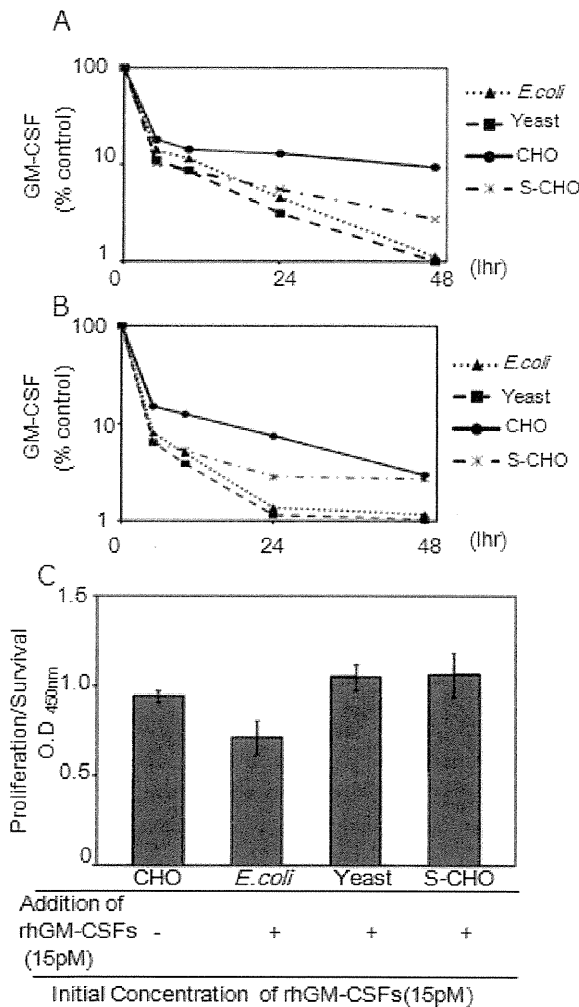 A
100
10
1
0
24
48
(lhr)
GM-CSF
(% control)
E.coli
Yeast
CHO
S-CHO
B
100
10
1
0
24
48
(lhr)
GM-CSF
(% control)
E.coli
Yeast
CHO
S-CHO
C
1.5
1.0
0.5
0
Proliferation/Survival
O.D 450nm
CHO E.coli Yeast S-CHO
Addition of
rhGM-CSFs - + + +
(15pM)
Initial Concentration of rhGM-CSFs(15pM)